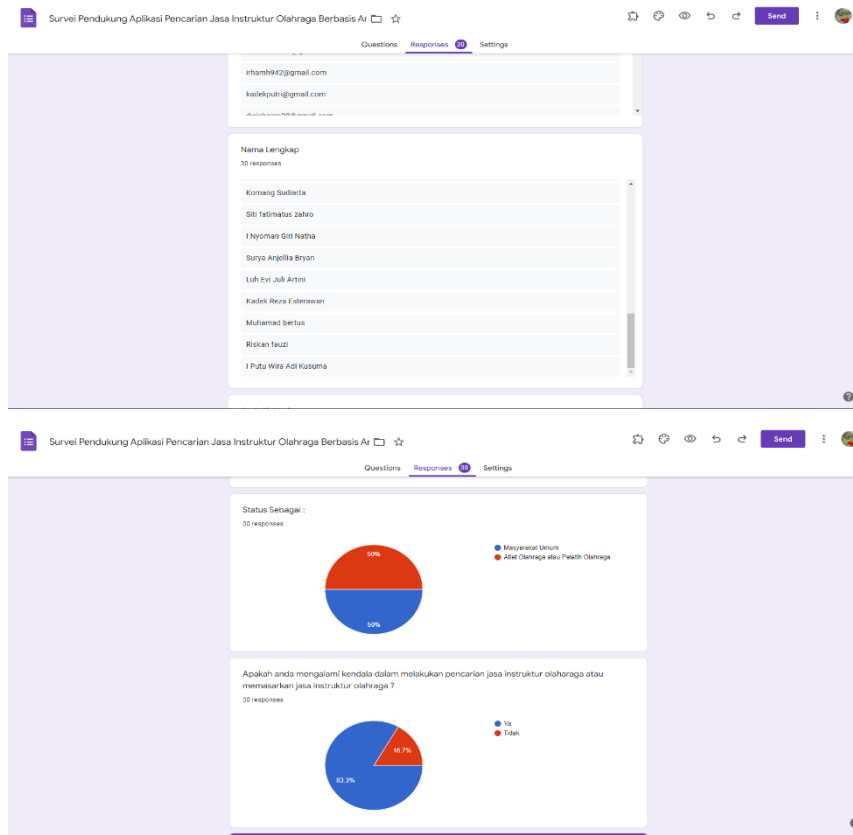 Survei Pendukung Aplikasi Pencarian Jasa Instruktur Olahraga Berbasis Ar
Send
Questions Responses 30 Settings
irhamh942@gmail.com
kadekputri@gmail.com
Nama Lengkap
30 responses
Komang Sudiarta
Siti fatimatus zahro
I Nyoman Giri Natha
Surya Anjellia Bryan
Luh Evi Juli Artini
Kadek Reza Esterawan
Muhamad bertus
Riskan fauzi
I Putu Wira Adi Kusuma
Survei Pendukung Aplikasi Pencarian Jasa Instruktur Olahraga Berbasis Ar
Send
Questions Responses 30 Settings
Status Sebagai :
30 responses
50%
50%
Masyarakat Umum
Atlet Olahraga atau Pelatih Olahraga
Apakah anda mengalami kendala dalam melakukan pencarian jasa instruktur olaharaga atau
memasarkan jasa instruktur olahraga ?
30 responses
16.7%
83.3%
Ya
Tidak